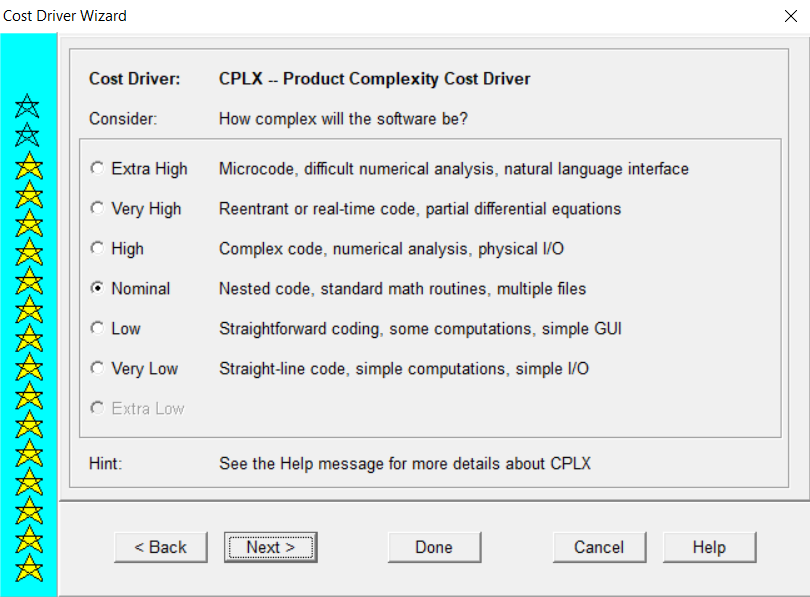 Cost Driver Wizard
Cost Driver: CPLX -- Product Complexity Cost Driver
Consider: How complex will the software be?
Extra High Microcode, difficult numerical analysis, natural language interface
Very High Reentrant or real-time code, partial differential equations
High Complex code, numerical analysis, physical I/O
Nominal Nested code, standard math routines, multiple files
Low Straightforward coding, some computations, simple GUI
Very Low Straight-line code, simple computations, simple I/O
Extra Low
Hint: See the Help message for more details about CPLX
< Back Next > Done Cancel Help